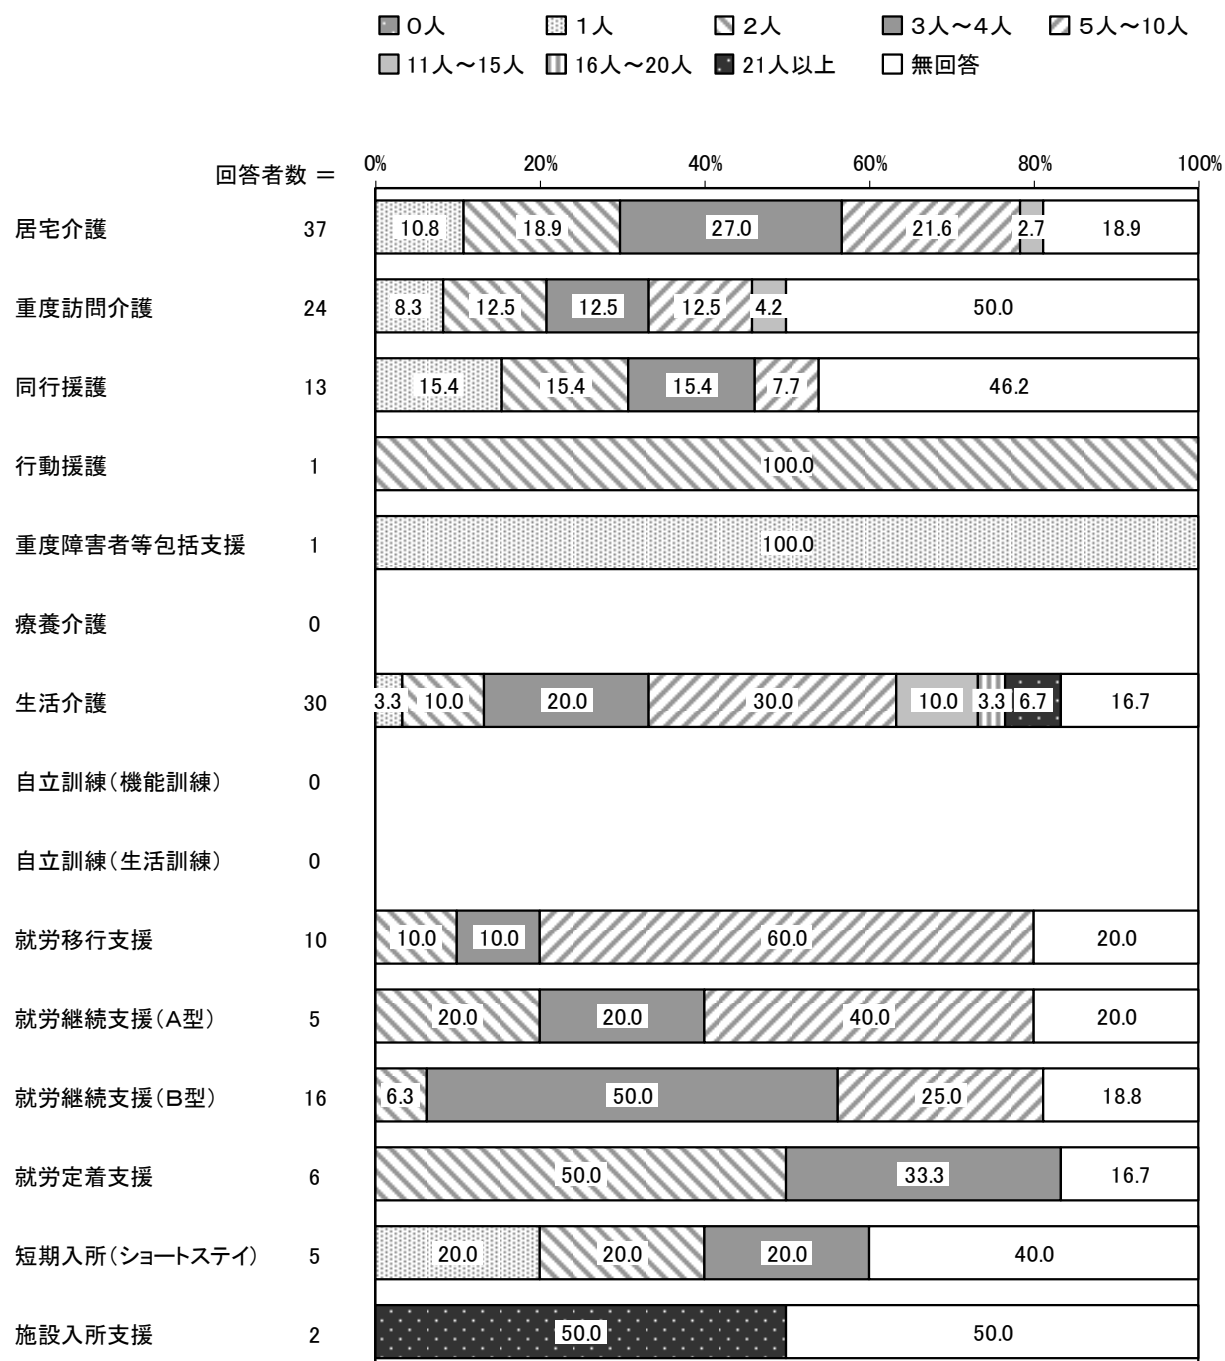 ０人 １人 ２人 ３人～４人 ５人～10人
11人～15人 16人～20人 21人以上 無回答
回答者数 ＝ 0% 20% 40% 60% 80% 100%
居宅介護 37 10.8 18.9 27.0 21.6 2.7 18.9
重度訪問介護 24 8.3 12.5 12.5 12.5 4.2 50.0
同行援護 13 15.4 15.4 15.4 7.7 46.2
行動援護 1 100.0
重度障害者等包括支援 1 100.0
療養介護 0
生活介護 30 3.3 10.0 20.0 30.0 10.0 3.3 6.7 16.7
自立訓練（機能訓練） 0
自立訓練（生活訓練） 0
就労移行支援 10 10.0 10.0 60.0 20.0
就労継続支援（Ａ型） 5 20.0 20.0 40.0 20.0
就労継続支援（Ｂ型） 16 6.3 50.0 25.0 18.8
就労定着支援 6 50.0 33.3 16.7
短期入所（ショートステイ） 5 20.0 20.0 20.0 40.0
施設入所支援 2 50.0 50.0